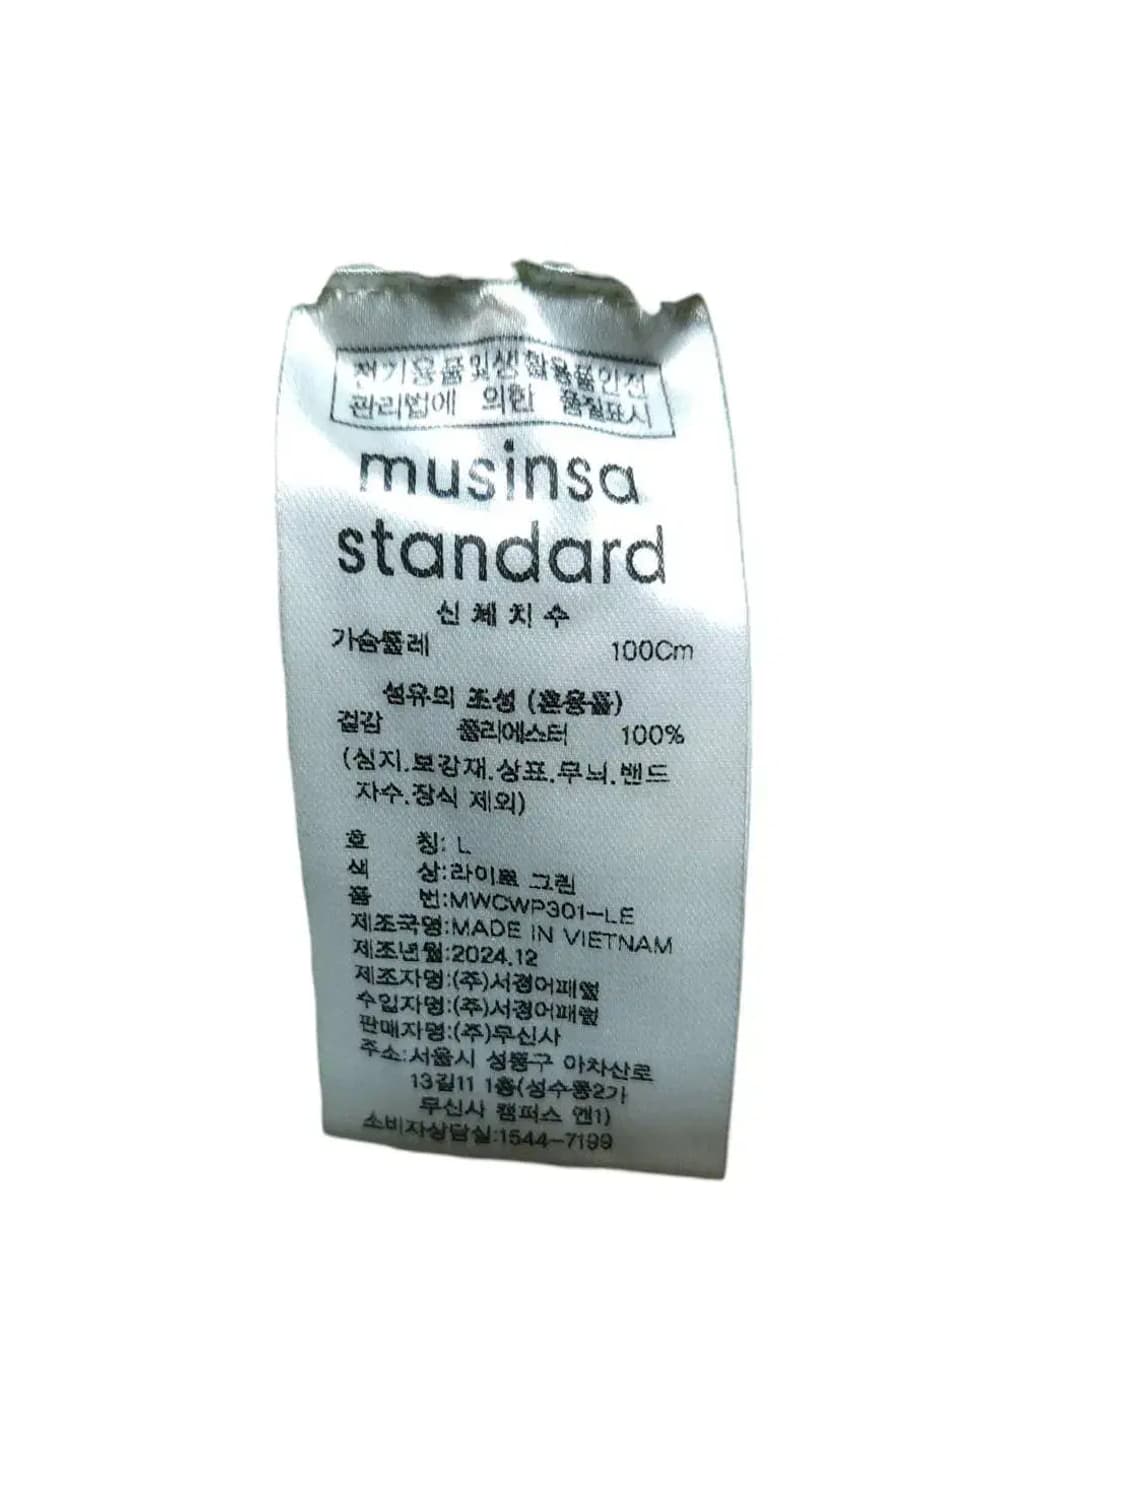 전기용품및생활용품안전
관리법에 의한 품질표시
musinsa
standard
신체치수
가슴둘레 100Cm
섬유의 조성 (혼용률)
겉감 폴리에스터 100%
(심지.보강재.상표.무늬.밴드
자수.장식 제외)
호 칭: L
색 상:라이트 그린
품 번:MWCWP301-LE
제조국명:MADE IN VIETNAM
제조년월:2024.12
제조자명:(주)서경어패럴
수입자명:(주)서경어패럴
판매자명:(주)무신사
주소:서울시 성동구 아차산로
13길11 1층(성수동2가
무신사 캠퍼스 엔1)
소비자상담실:1544-7199